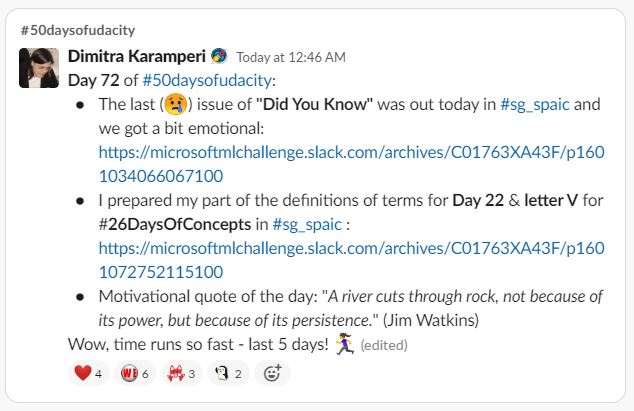 #50daysofudacity
Dimitra Karamperi Today at 12:46 AM
Day 72 of #50daysofudacity:
● The last (😢) issue of "Did You Know" was out today in #sg_spaic and
we got a bit emotional:
https://microsoftmlchallenge.slack.com/archives/C01763XA43F/p160
1034066067100
● I prepared my part of the definitions of terms for Day 22 & letter V for
#26DaysOfConcepts in #sg_spaic :
https://microsoftmlchallenge.slack.com/archives/C01763XA43F/p160
1072752115100
● Motivational quote of the day: "A river cuts through rock, not because of
its power, but because of its persistence." (Jim Watkins)
Wow, time runs so fast - last 5 days! 🏃‍♀️ (edited)
❤️ 4 6 3 2